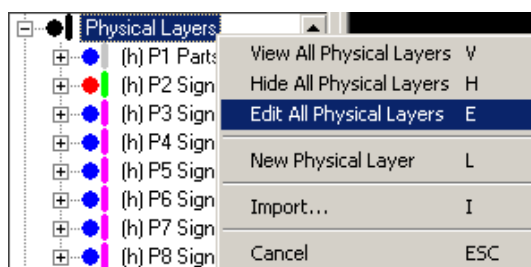 Physical Layers
(h) P1 Parts
(h) P2 Sign
(h) P3 Sign
(h) P4 Sign
(h) P5 Sign
(h) P6 Sign
(h) P7 Sign
(h) P8 Sign
View All Physical Layers V
Hide All Physical Layers H
Edit All Physical Layers E
New Physical Layer L
Import... I
Cancel ESC